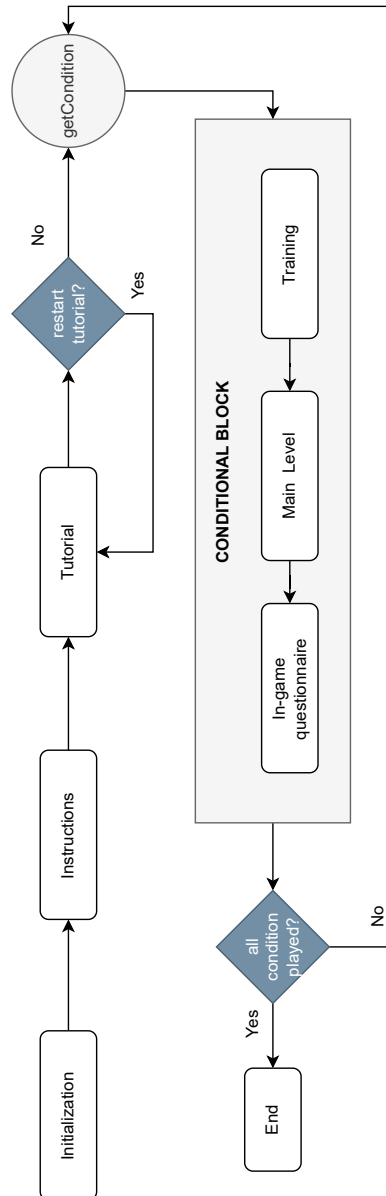 Initialization
Instructions
Tutorial
restart
tutorial?
Yes
No
getCondition
CONDITIONAL BLOCK
Training
Main Level
In-game
questionnaire
all
condition
played?
No
Yes
End